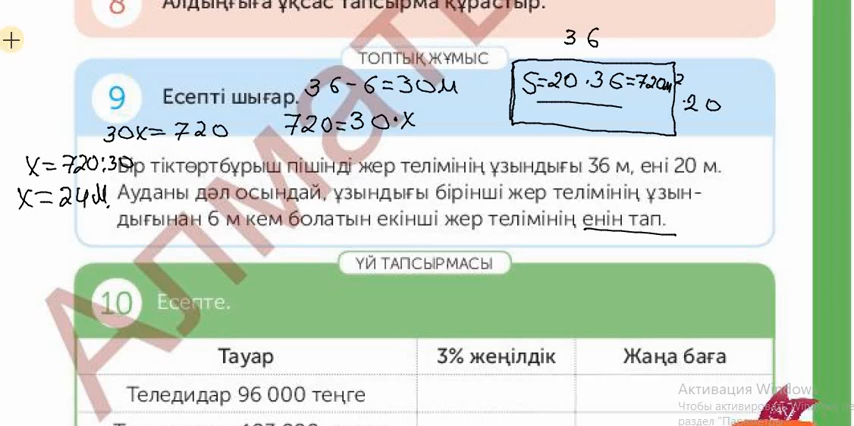 8 Алдыңғыға ұқсас тапсырма құрастыр.
ТОПТЫҚ ЖҰМЫС
36
9 Есепті шығар. 36-6=30м
S=20·36=720м²
20
30x=720 720=30·x
x=720:30
x=24м.
Бір тіктөртбұрыш пішінді жер телімінің ұзындығы 36 м, ені 20 м.
Ауданы дәл осындай, ұзындығы бірінші жер телімінің ұзын-
дығынан 6 м кем болатын екінші жер телімінің енін тап.
ҮЙ ТАПСЫРМАСЫ
10 Есепте.
Тауар 3% жеңілдік Жаңа баға
Теледидар 96 000 теңге
Алматы
Активация Windows
Чтобы активировать Windows
раздел